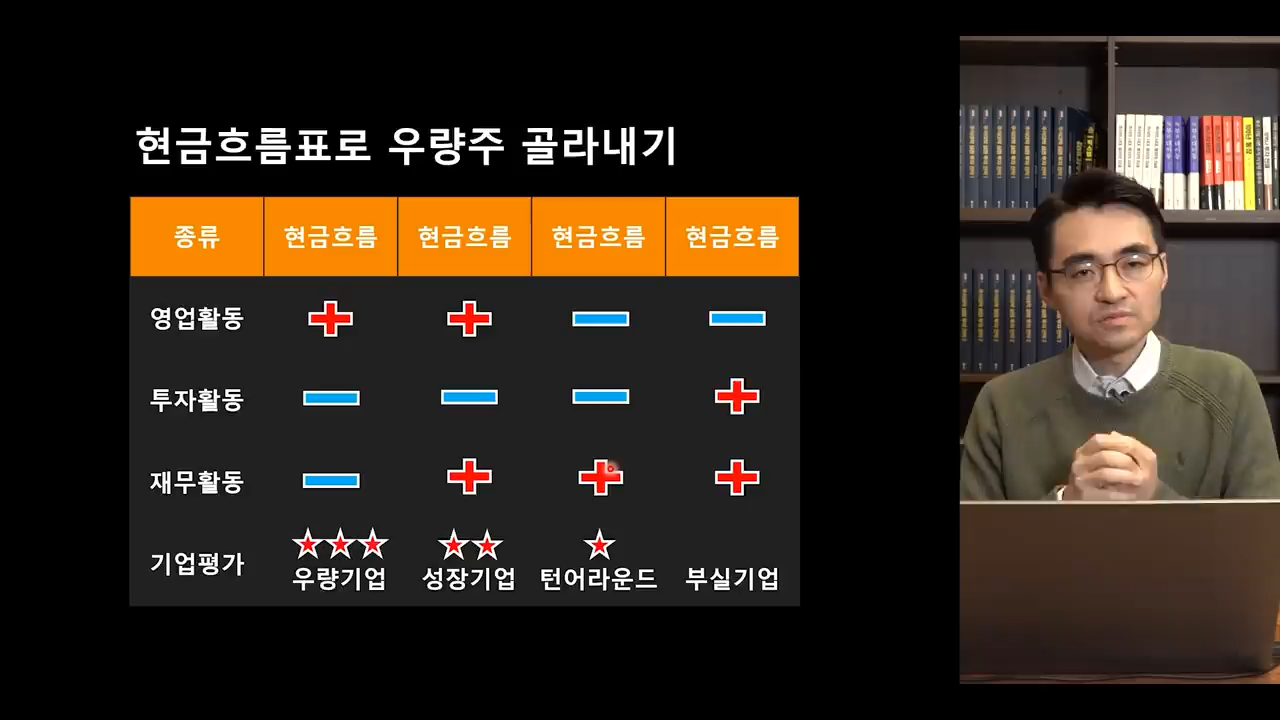 현금흐름표로 우량주 골라내기
종류 현금흐름 현금흐름 현금흐름 현금흐름
영업활동
투자활동
재무활동
기업평가
우량기업 성장기업 턴어라운드 부실기업